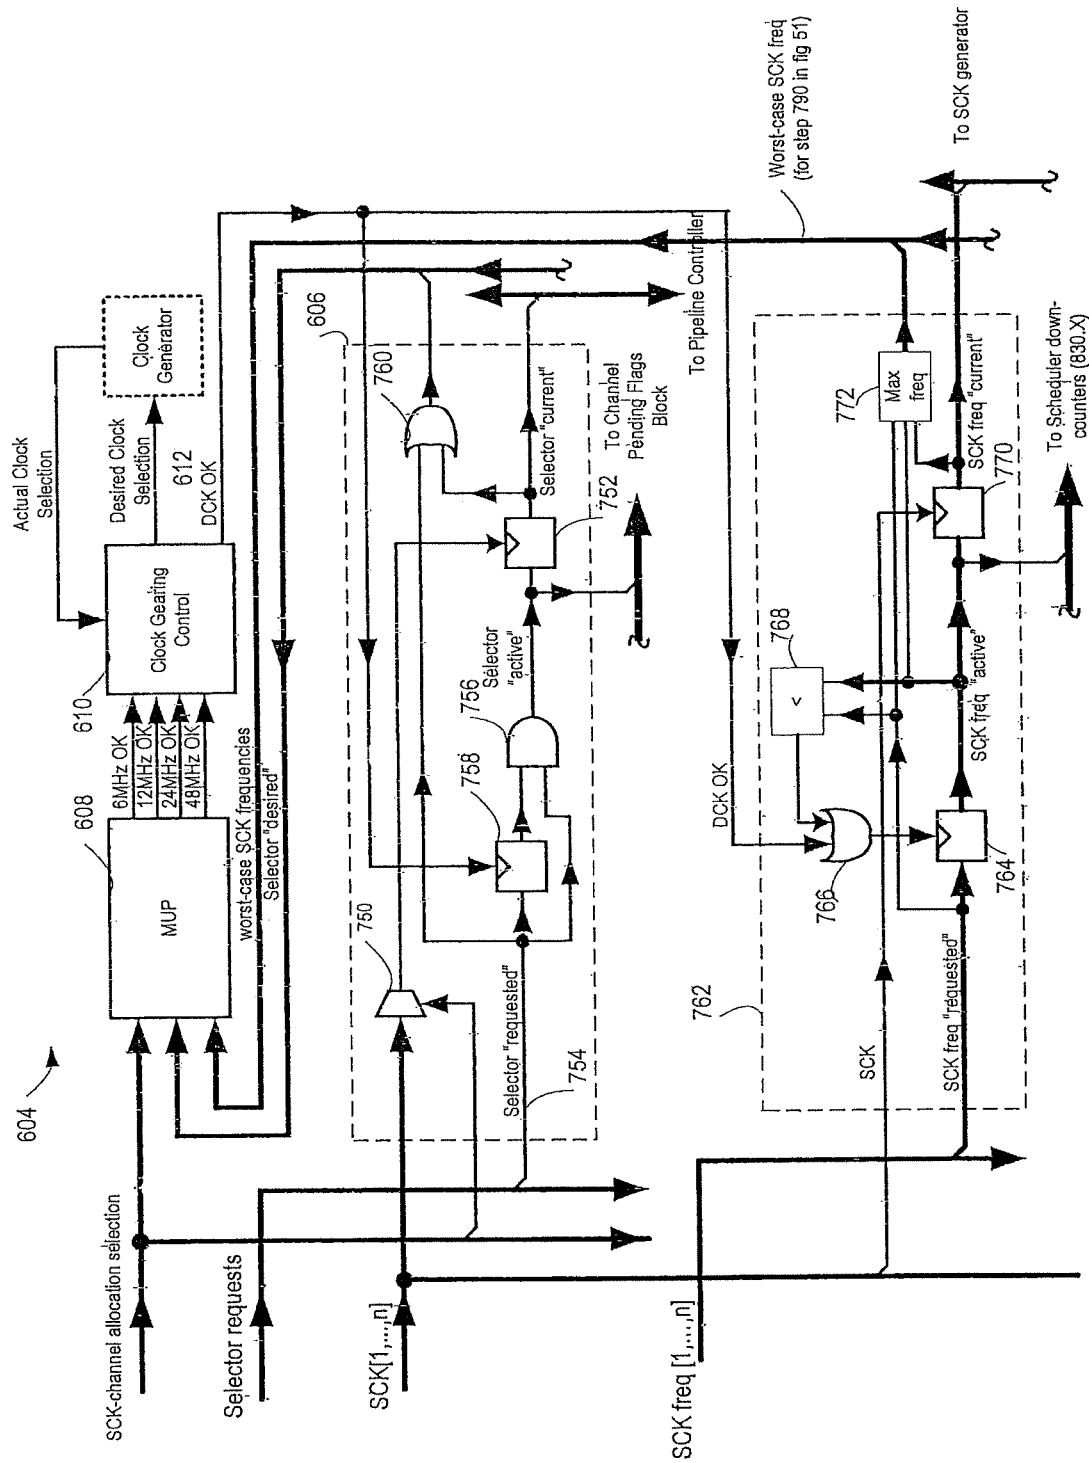 604
SCK-channel allocation selection
Selector requests
SCK[1,...,n]
SCK freq [1,...,n]
608
MUP
6MHz OK
12MHz OK
24MHz OK
48MHz OK
610
Clock Gearing
Control
Actual Clock
Selection
Desired Clock
Selection
612
DCK OK
Clock
Generator
worst-case SCK frequencies
Selector "desired"
606
750
760
Selector "requested"
754
758
756
Selector
"active"
752
Selector "current"
To Channel
Pending Flags
Block
To Pipeline Controller
Worst-case SCK freq
(for step 790 in fig 51)
To SCK generator
762
SCK
SCK freq "requested"
DCK OK
766
764
768
<
SCK freq "active"
772
Max
freq
SCK freq "current"
770
To Scheduler down-
counters (830.X)